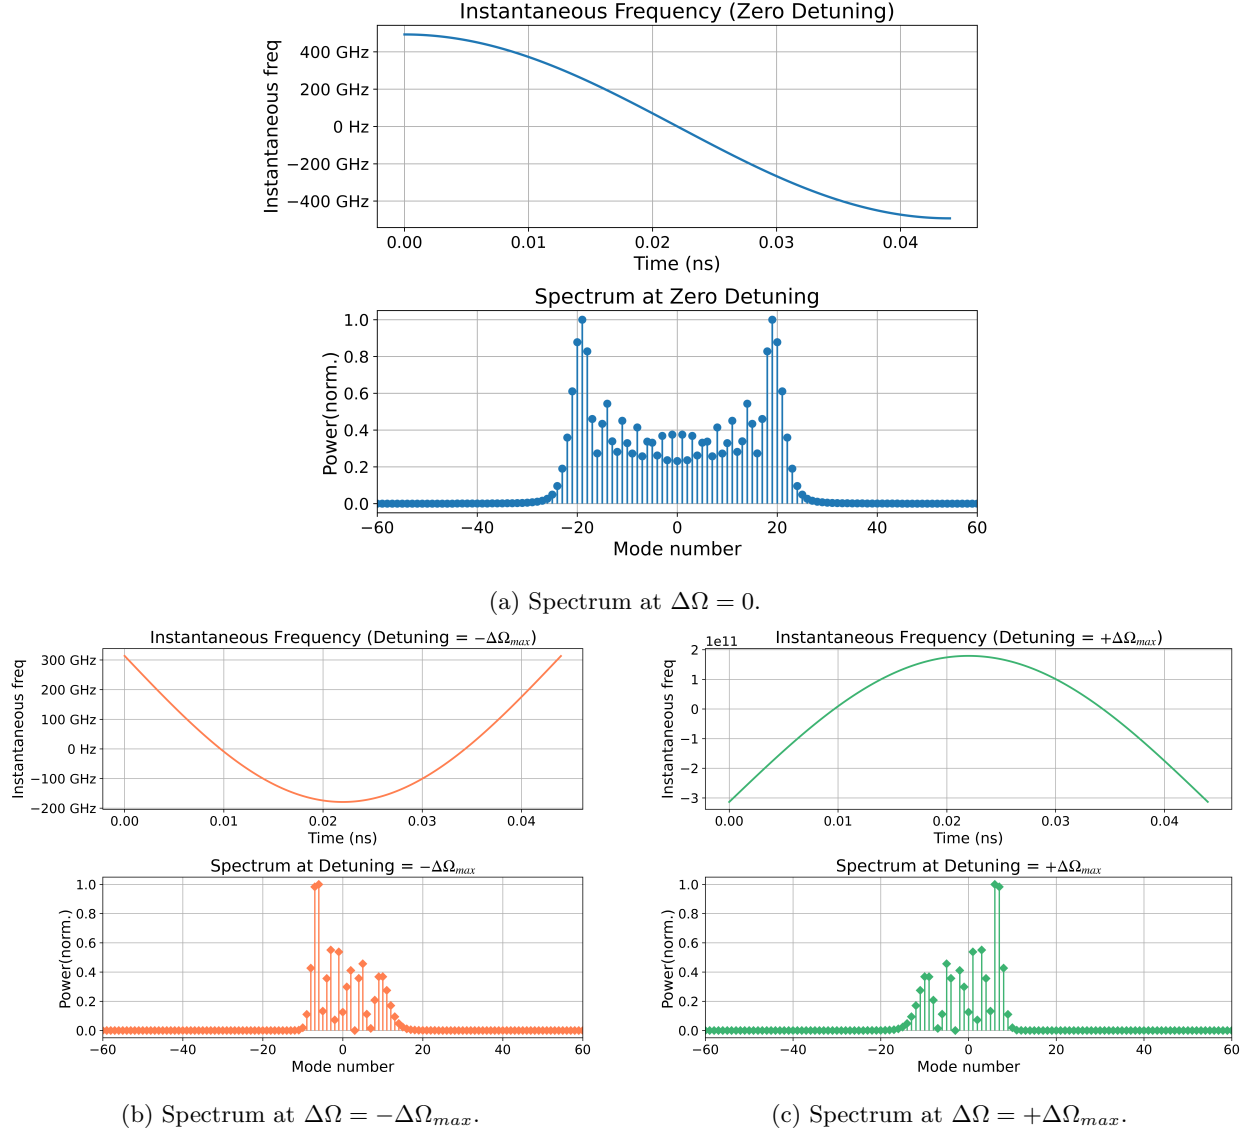 Instantaneous Frequency (Zero Detuning)
Instantaneous freq
400 GHz
200 GHz
0 Hz
−200 GHz
−400 GHz
0.00 0.01 0.02 0.03 0.04
Time (ns)
Spectrum at Zero Detuning
Power(norm.)
1.0
0.8
0.6
0.4
0.2
0.0
−60 −40 −20 0 20 40 60
Mode number
(a) Spectrum at ΔΩ = 0.
Instantaneous Frequency (Detuning = −ΔΩmax)
Instantaneous freq
300 GHz
200 GHz
100 GHz
0 Hz
−100 GHz
−200 GHz
0.00 0.01 0.02 0.03 0.04
Time (ns)
Spectrum at Detuning = −ΔΩmax
Power(norm.)
1.0
0.8
0.6
0.4
0.2
0.0
−60 −40 −20 0 20 40 60
Mode number
(b) Spectrum at ΔΩ = −ΔΩmax.
Instantaneous Frequency (Detuning = +ΔΩmax)
1e11
Instantaneous freq
2
1
0
−1
−2
−3
0.00 0.01 0.02 0.03 0.04
Time (ns)
Spectrum at Detuning = +ΔΩmax
Power(norm.)
1.0
0.8
0.6
0.4
0.2
0.0
−60 −40 −20 0 20 40 60
Mode number
(c) Spectrum at ΔΩ = +ΔΩmax.